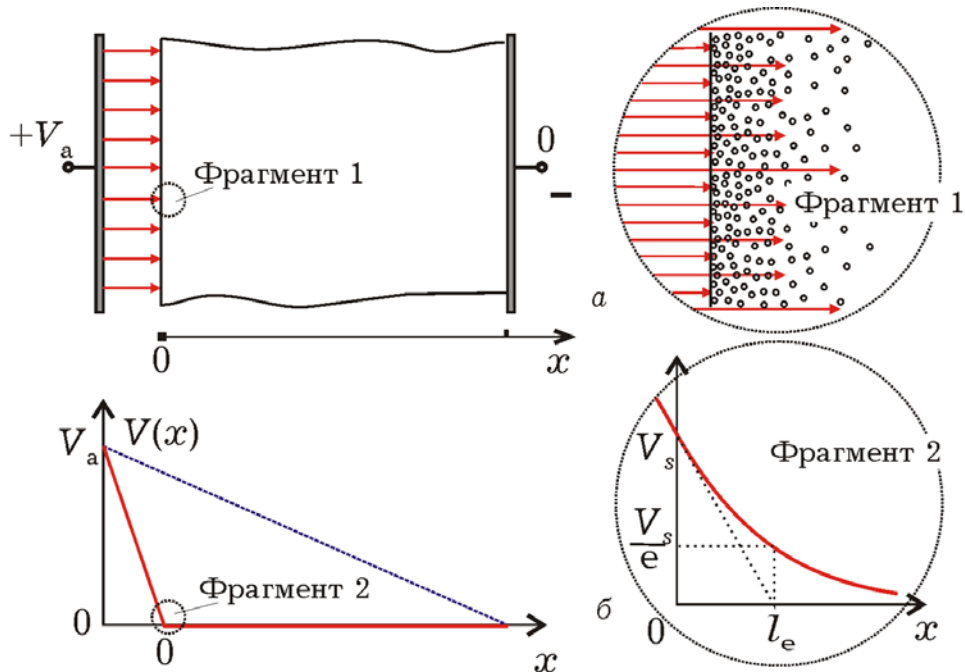 +Vₐ
Фрагмент 1
0
−
0
x
Фрагмент 1
а
Vₐ
V(x)
Фрагмент 2
0
0
x
Vₛ
Vₛ/e
Фрагмент 2
б
0
lₑ
x